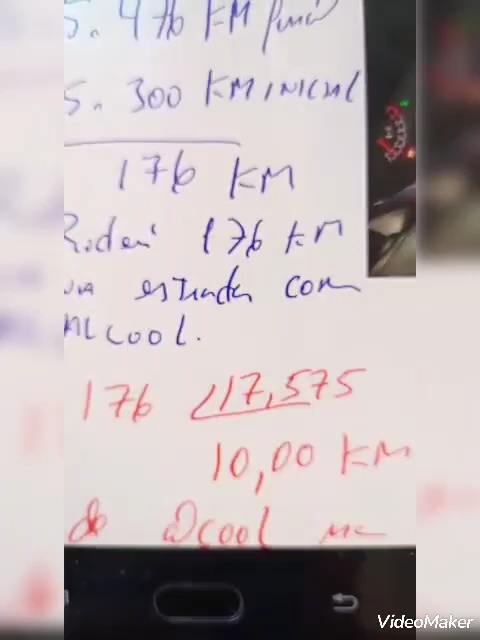 5.476 KM final
5.300 KM INICIAL
176 KM
Rodei 176 KM
NA estrada com
ALCOOL.
176 17,575
10,00 KM
de alcool
VideoMaker